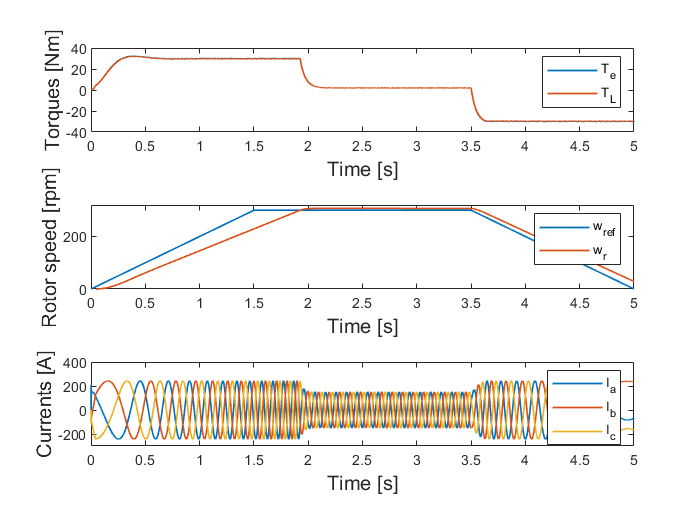 Torques [Nm]
40
20
0
-20
-40
T_e
T_L
0 0.5 1 1.5 2 2.5 3 3.5 4 4.5 5
Time [s]
Rotor speed [rpm]
200
0
w_ref
w_r
0 0.5 1 1.5 2 2.5 3 3.5 4 4.5 5
Time [s]
Currents [A]
400
200
0
-200
I_a
I_b
I_c
0 0.5 1 1.5 2 2.5 3 3.5 4 4.5 5
Time [s]